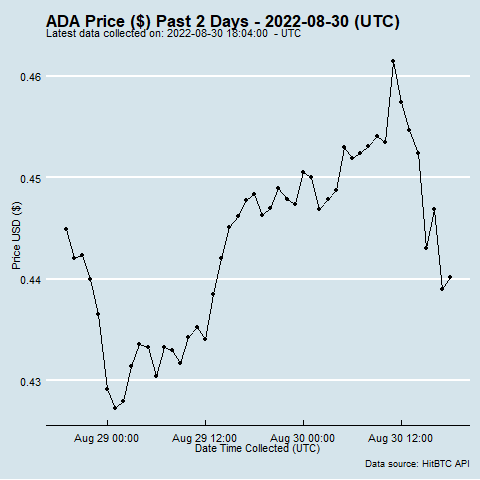 ADA Price ($) Past 2 Days - 2022-08-30 (UTC)
Latest data collected on: 2022-08-30 18:04:00 - UTC
0.46
0.45
0.44
0.43
Price USD ($)
Aug 29 00:00 Aug 29 12:00 Aug 30 00:00 Aug 30 12:00
Date Time Collected (UTC)
Data source: HitBTC API